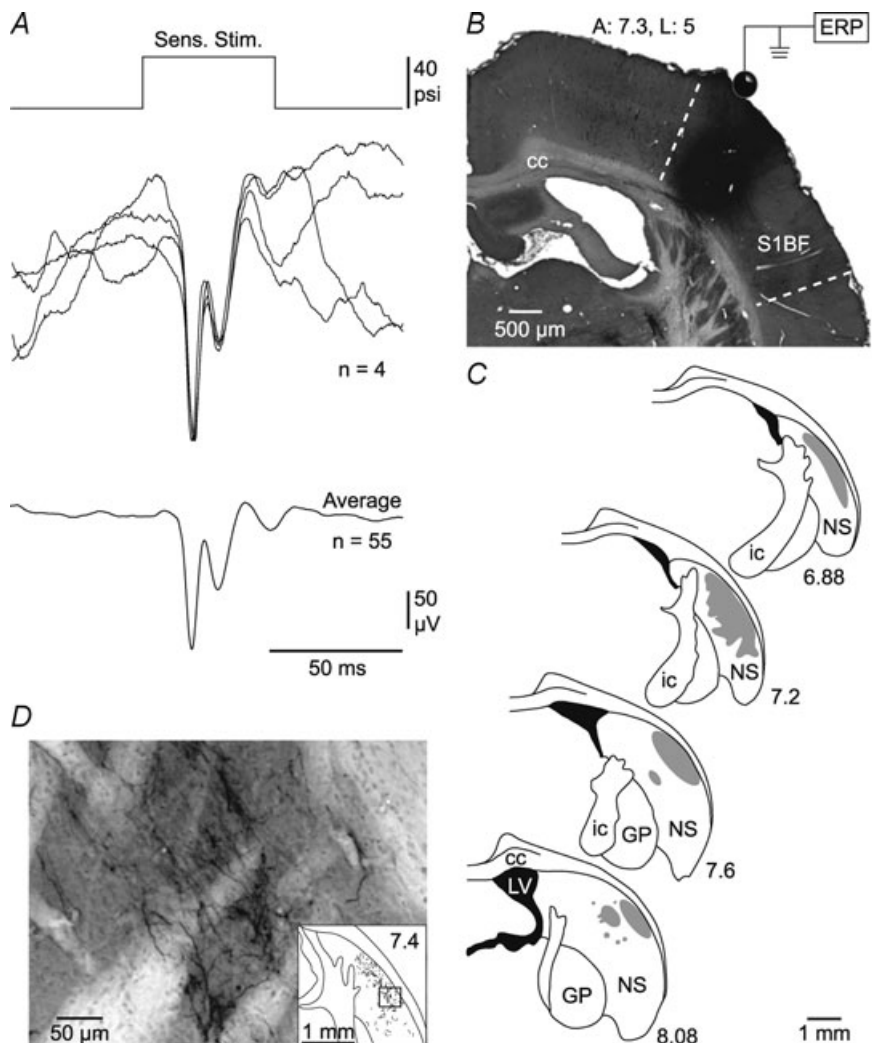 A
Sens. Stim.
40
psi
n = 4
Average
n = 55
50
µV
50 ms
B
A: 7.3, L: 5
ERP
cc
S1BF
500 µm
C
ic
NS
6.88
ic
NS
7.2
ic
GP
NS
7.6
cc
LV
GP
NS
8.08
1 mm
D
50 µm
7.4
1 mm